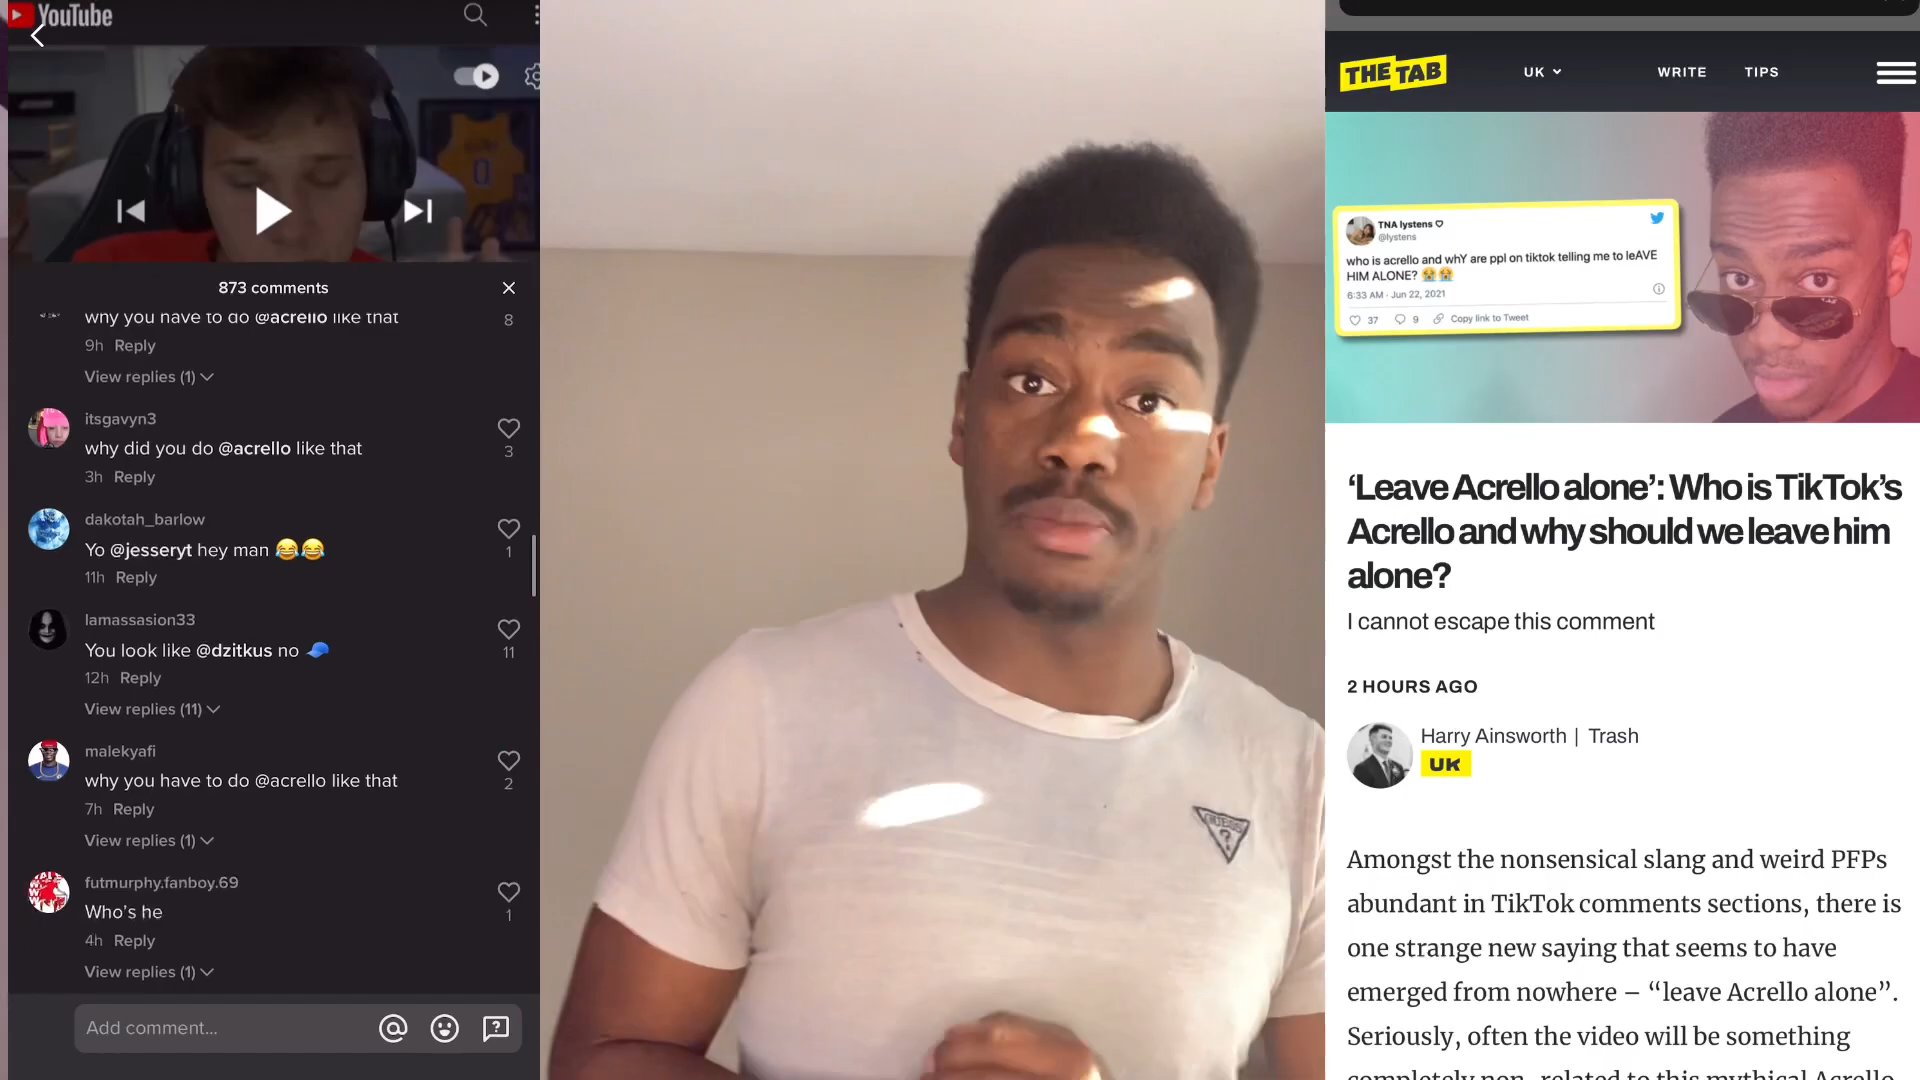 YouTube
873 comments
why you have to do @acrello like that
8
9h Reply
View replies (1)
itsgavyn3
why did you do @acrello like that
3
3h Reply
dakotah_barlow
Yo @jesseryt hey man 😂😂
1
11h Reply
lamassasion33
You look like @dzitkus no 🧢
11
12h Reply
View replies (11)
malekyafi
why you have to do @acrello like that
2
7h Reply
View replies (1)
futmurphy.fanboy.69
Who's he
1
4h Reply
View replies (1)
Add comment...
GUESS
?
THE TAB
UK
WRITE
TIPS
TNA lystens ♡
@lystens
who is acrello and whY are ppl on tiktok telling me to leAVE
HIM ALONE? 😭😭
6:33 AM · Jun 22, 2021
37 9 Copy link to Tweet
‘Leave Acrello alone’: Who is TikTok’s
Acrello and why should we leave him
alone?
I cannot escape this comment
2 HOURS AGO
Harry Ainsworth | Trash
UK
Amongst the nonsensical slang and weird PFPs
abundant in TikTok comments sections, there is
one strange new saying that seems to have
emerged from nowhere – “leave Acrello alone”.
Seriously, often the video will be something
completely non-related to this mythical Acrello